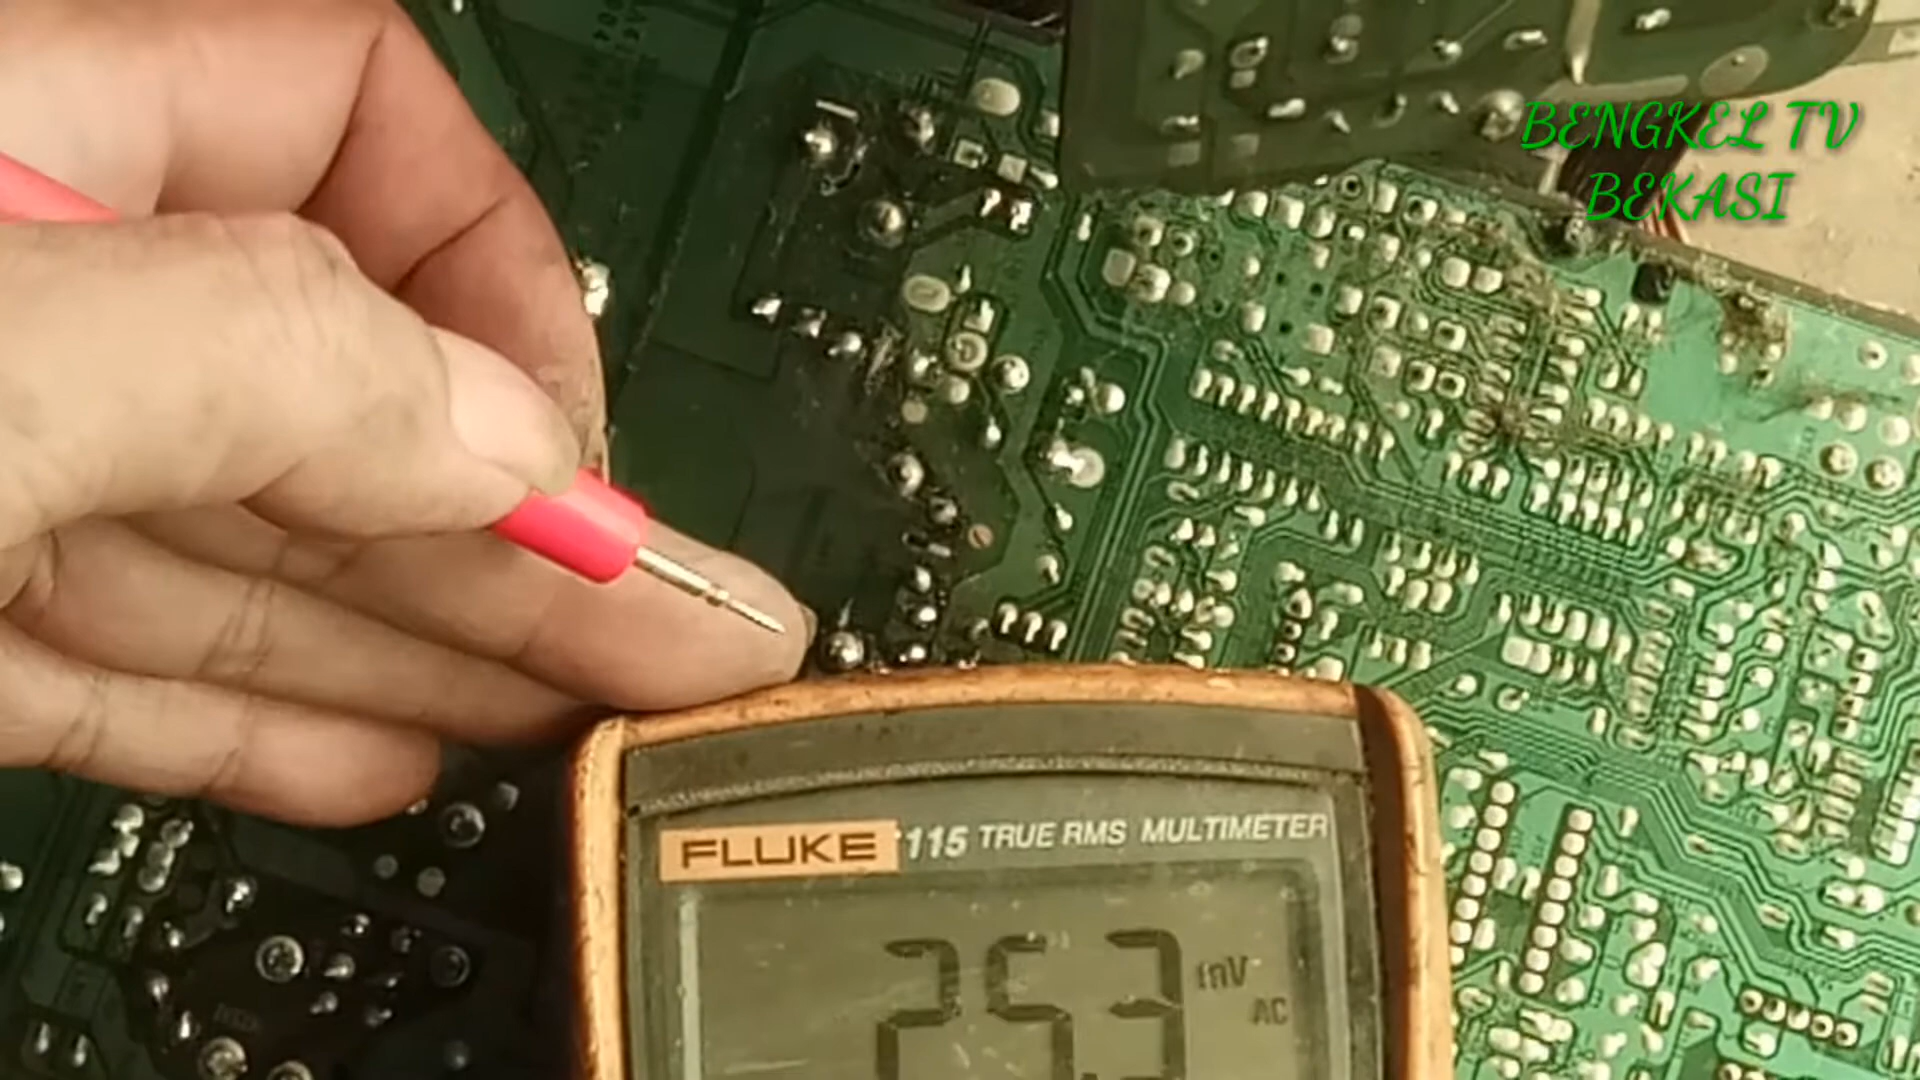 BENGKEL TV
BEKASI
FLUKE 115 TRUE RMS MULTIMETER
25.3 mV
AC